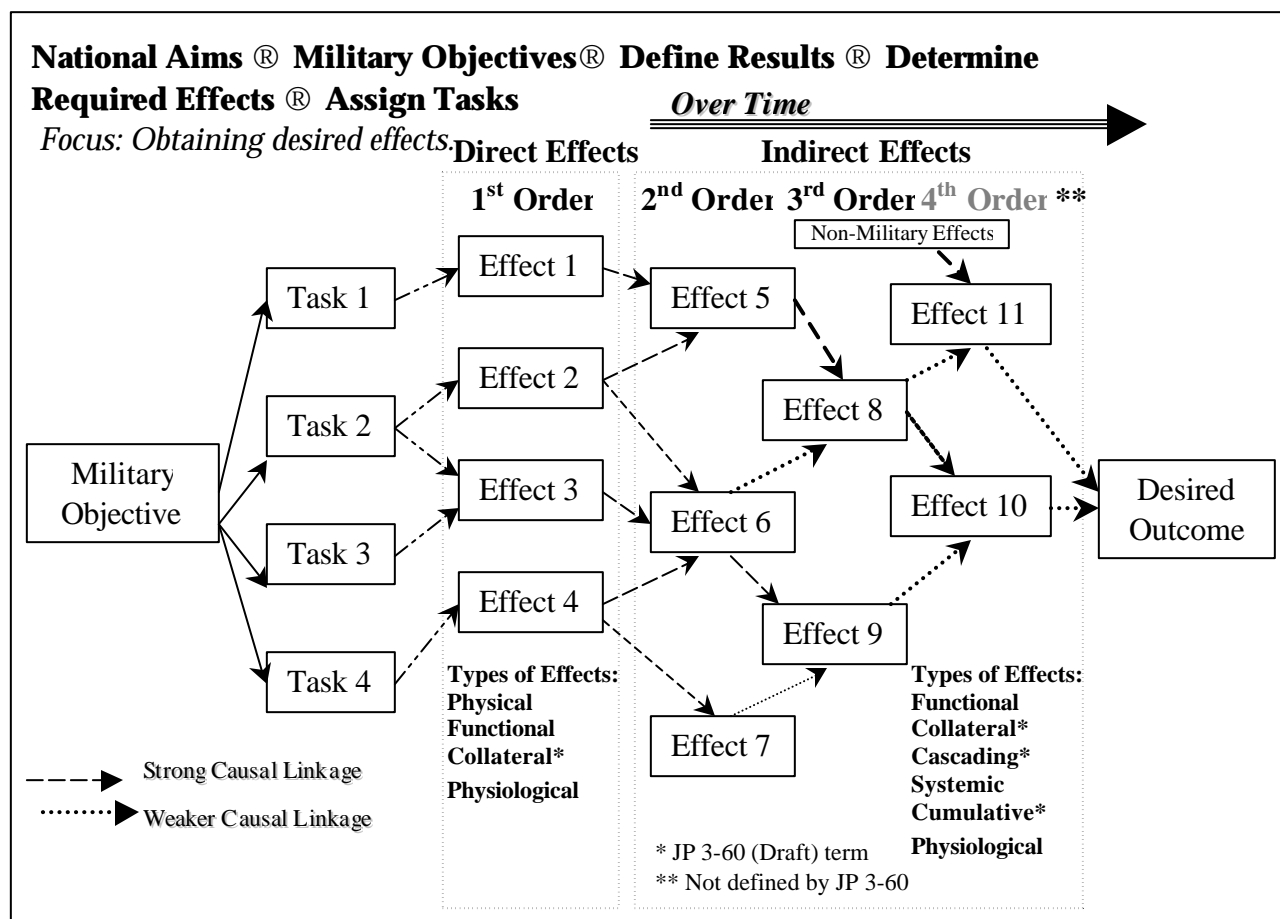 National Aims ® Military Objectives® Define Results ® Determine
Required Effects ® Assign Tasks
Over Time
Focus: Obtaining desired effects.
Direct Effects
Indirect Effects
1st Order
2nd Order
3rd Order
4th Order
**
Non-Military Effects
Effect 1
Task 1
Effect 5
Effect 11
Effect 2
Task 2
Effect 8
Military
Objective
Effect 3
Effect 6
Effect 10
Desired
Outcome
Task 3
Effect 4
Effect 9
Task 4
Effect 7
Types of Effects:
Physical
Functional
Collateral*
Physiological
Types of Effects:
Functional
Collateral*
Cascading*
Systemic
Cumulative*
Physiological
Strong Causal Linkage
Weaker Causal Linkage
* JP 3-60 (Draft) term
** Not defined by JP 3-60